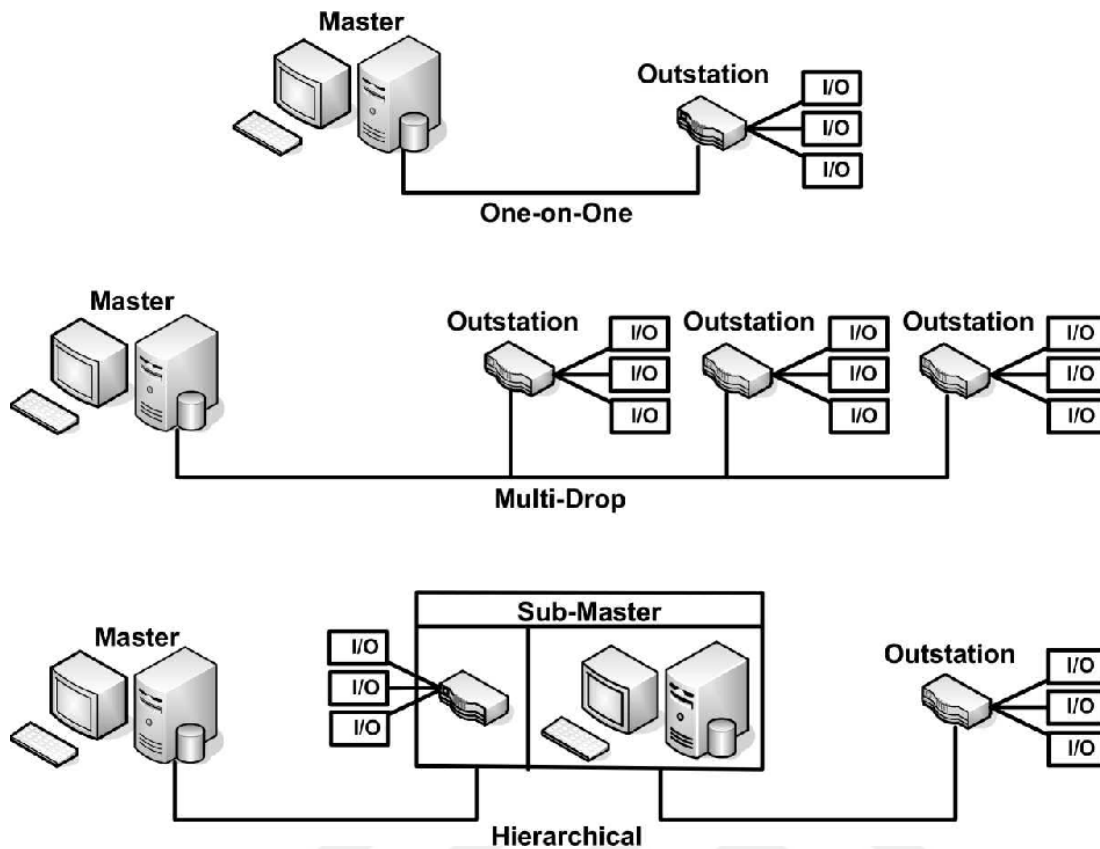 Master
Outstation
I/O
I/O
I/O
One-on-One
Master
Outstation
I/O
I/O
I/O
Outstation
I/O
I/O
I/O
Outstation
I/O
I/O
I/O
Multi-Drop
Master
I/O
I/O
I/O
Sub-Master
Outstation
I/O
I/O
I/O
Hierarchical